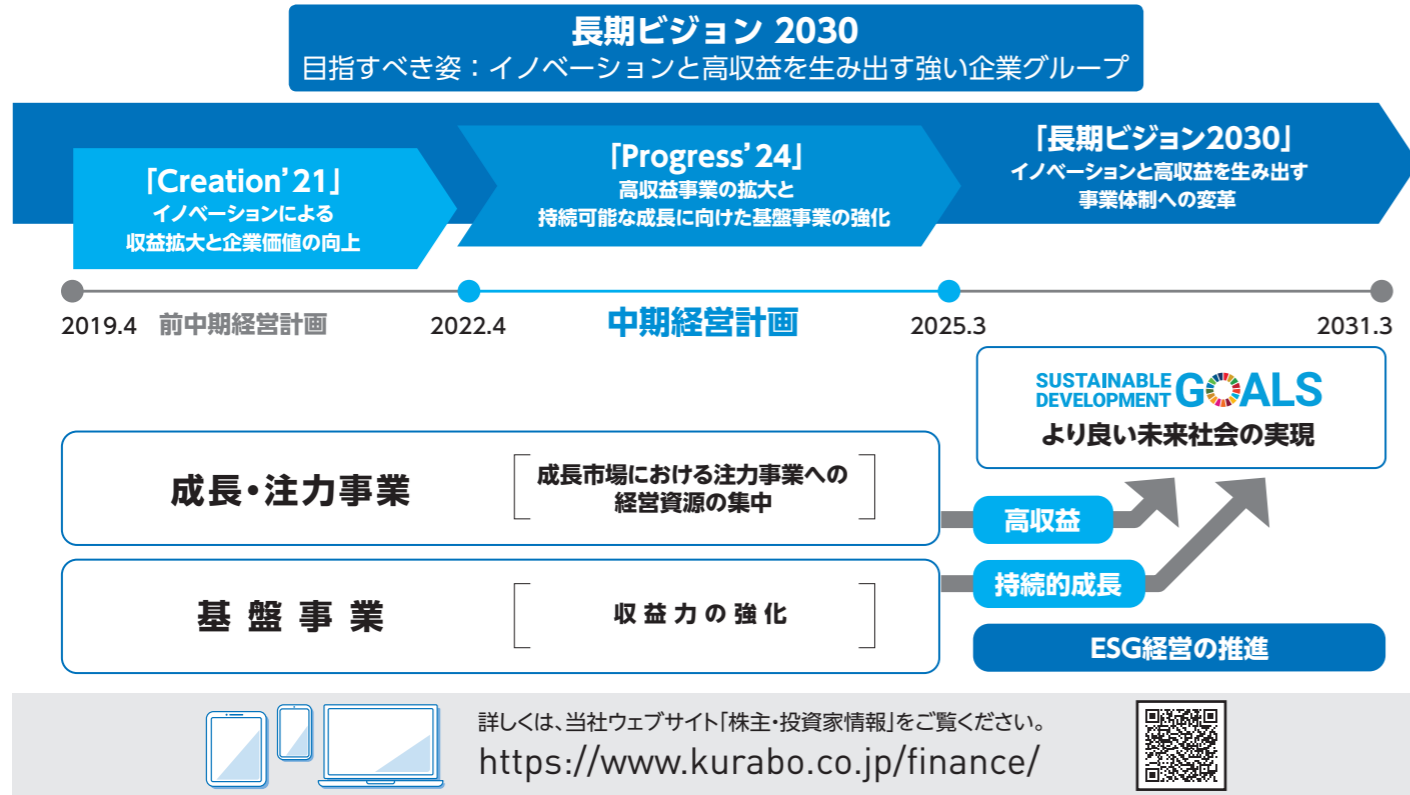 長期ビジョン 2030
目指すべき姿：イノベーションと高収益を生み出す強い企業グループ
「Creation’21」
イノベーションによる
収益拡大と企業価値の向上
「Progress’24」
高収益事業の拡大と
持続可能な成長に向けた基盤事業の強化
「長期ビジョン2030」
イノベーションと高収益を生み出す
事業体制への変革
2019.4 前中期経営計画 2022.4 中期経営計画 2025.3 2031.3
SUSTAINABLE
DEVELOPMENT GOALS
より良い未来社会の実現
成長・注力事業
成長市場における注力事業への
経営資源の集中
高収益
基盤事業
収益力の強化
持続的成長
ESG経営の推進
詳しくは、当社ウェブサイト「株主・投資家情報」をご覧ください。
https://www.kurabo.co.jp/finance/